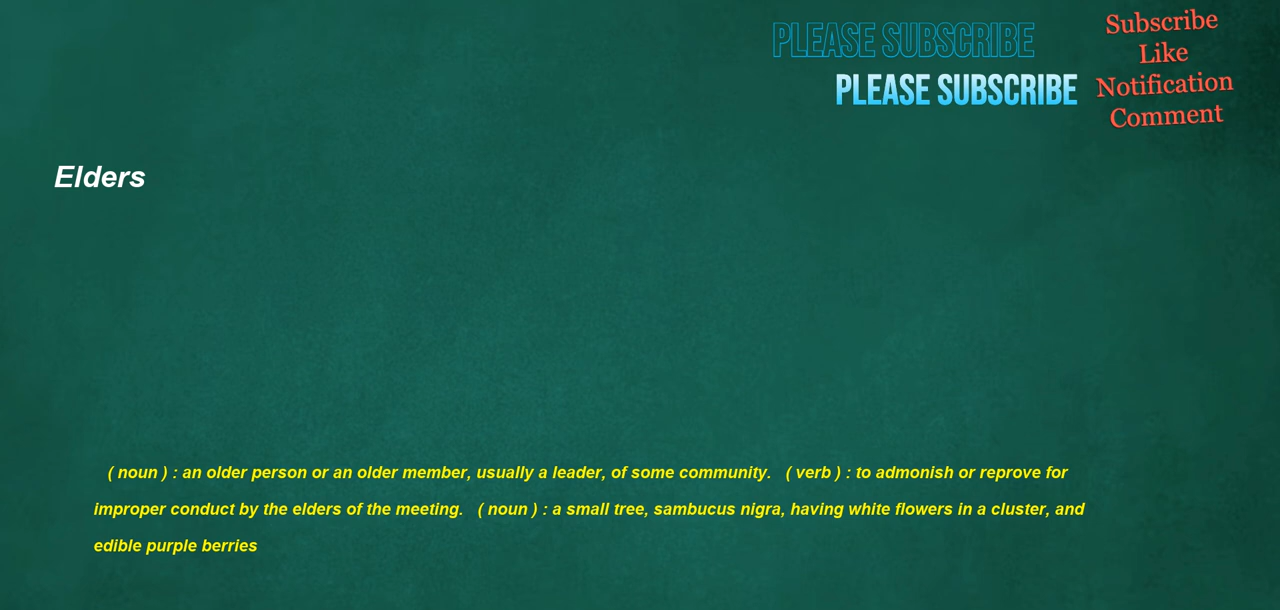 PLEASE SUBSCRIBE
PLEASE SUBSCRIBE
Subscribe
Like
Notification
Comment
Elders
( noun ) : an older person or an older member, usually a leader, of some community. ( verb ) : to admonish or reprove for
improper conduct by the elders of the meeting. ( noun ) : a small tree, sambucus nigra, having white flowers in a cluster, and
edible purple berries